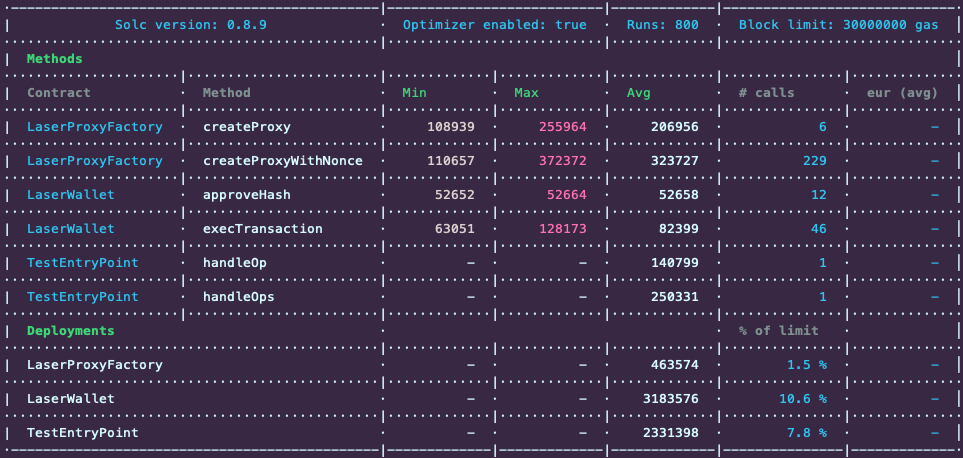 Solc version: 0.8.9 Optimizer enabled: true Runs: 800 Block limit: 30000000 gas
Methods
Contract Method Min Max Avg # calls eur (avg)
LaserProxyFactory createProxy 108939 255964 206956 6 -
LaserProxyFactory createProxyWithNonce 110657 372372 323727 229 -
LaserWallet approveHash 52652 52664 52658 12 -
LaserWallet execTransaction 63051 128173 82399 46 -
TestEntryPoint handleOp - - 140799 1 -
TestEntryPoint handleOps - - 250331 1 -
Deployments % of limit
LaserProxyFactory - - 463574 1.5 % -
LaserWallet - - 3183576 10.6 % -
TestEntryPoint - - 2331398 7.8 % -